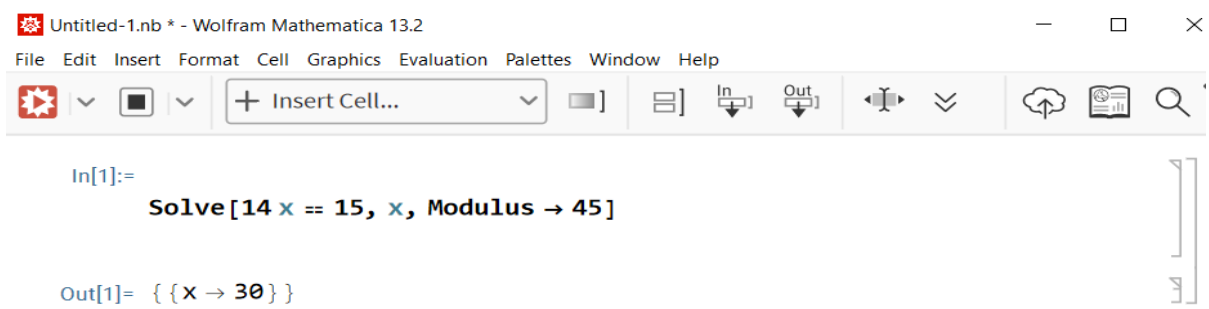 Untitled-1.nb * - Wolfram Mathematica 13.2
File Edit Insert Format Cell Graphics Evaluation Palettes Window Help
+ Insert Cell... In Out
In[1]:=
Solve[14 x == 15, x, Modulus → 45]
Out[1]= {{x → 30}}